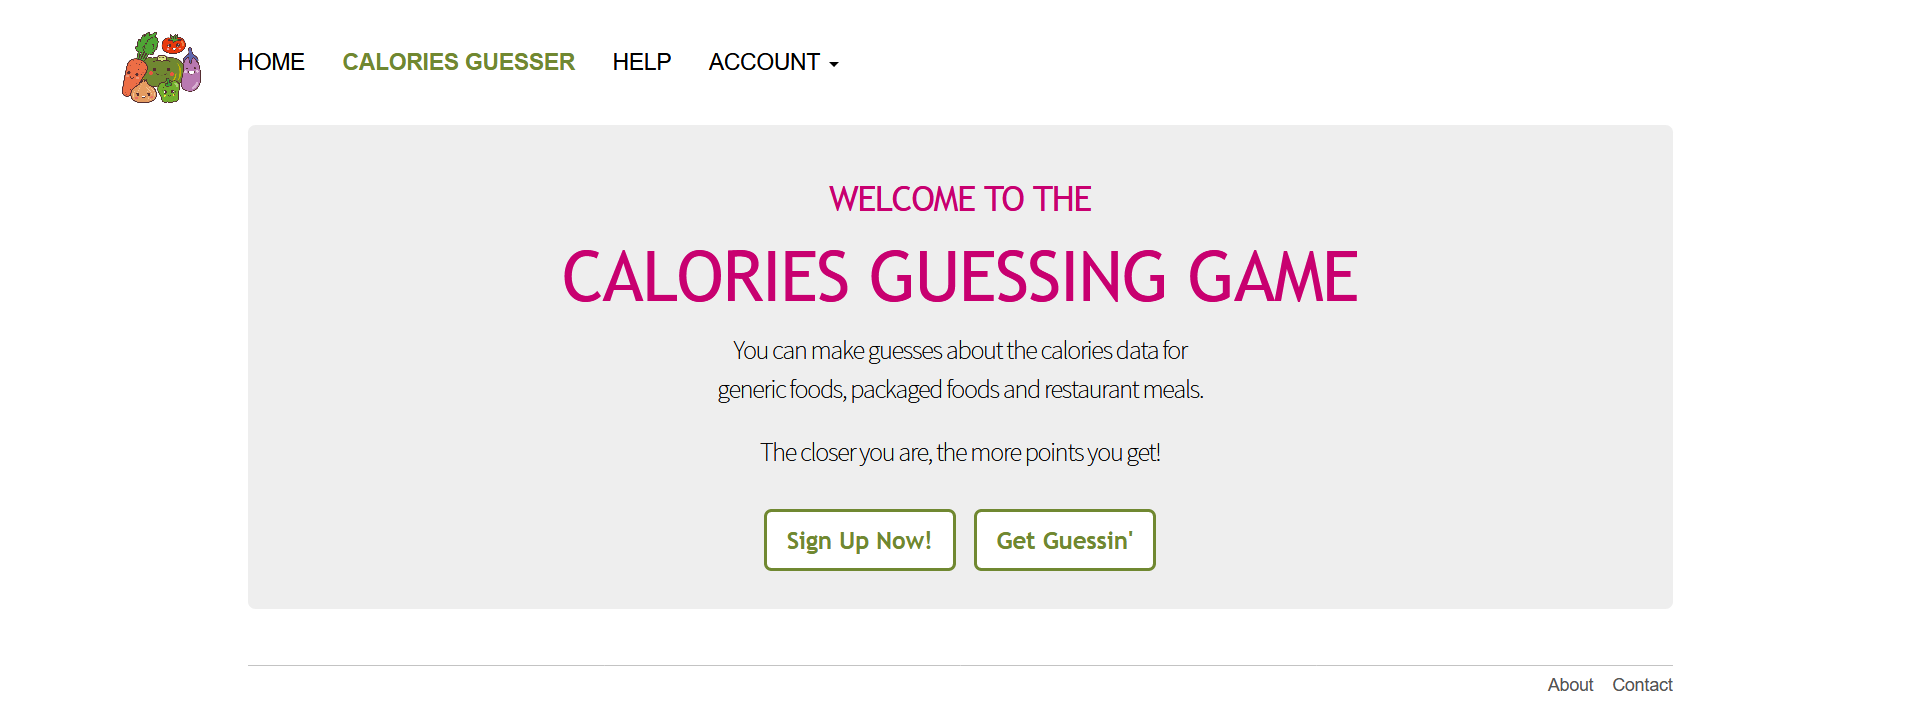 HOME CALORIES GUESSER HELP ACCOUNT
WELCOME TO THE
CALORIES GUESSING GAME
You can make guesses about the calories data for
generic foods, packaged foods and restaurant meals.
The closer you are, the more points you get!
Sign Up Now! Get Guessin'
About Contact